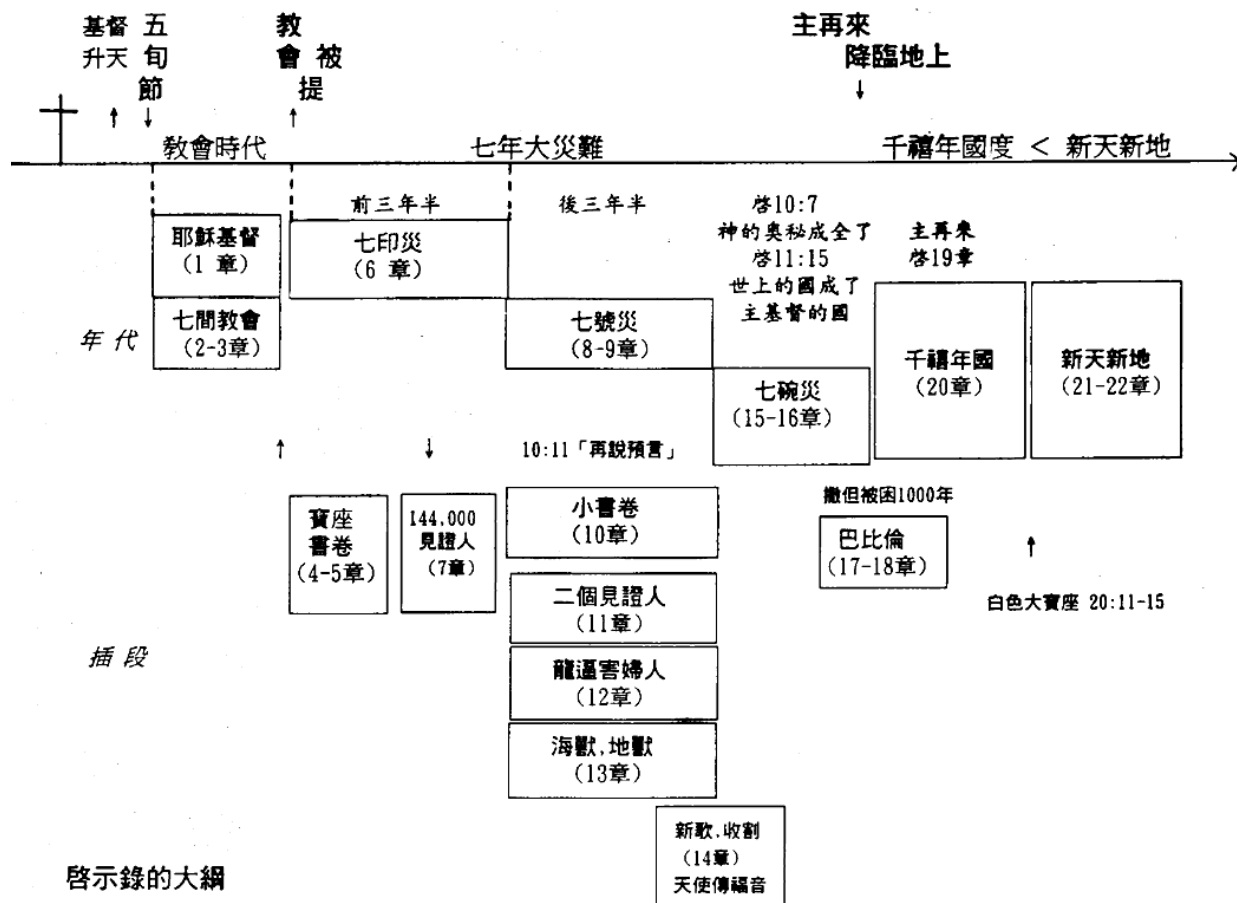 基督 五 教 主再來
升天 旬 會 被 降臨地上
節 提
教會時代 七年大災難 千禧年國度 < 新天新地
前三年半 後三年半 啓10:7
神的奧秘成全了 主再來
啓11:15 啓19章
世上的國成了
主基督的國
年代
耶穌基督
(1 章)
七間教會
(2-3章)
七印災
(6 章)
七號災
(8-9章)
七碗災
(15-16章)
千禧年國
(20章)
新天新地
(21-22章)
10:11「再說預言」
插段
寶座
書卷
(4-5章)
144,000
見證人
(7章)
小書卷
(10章)
二個見證人
(11章)
龍逼害婦人
(12章)
海獸,地獸
(13章)
新歌,收割
(14章)
天使傳福音
撒但被困1000年
巴比倫
(17-18章)
白色大寶座 20:11-15
啓示錄的大綱